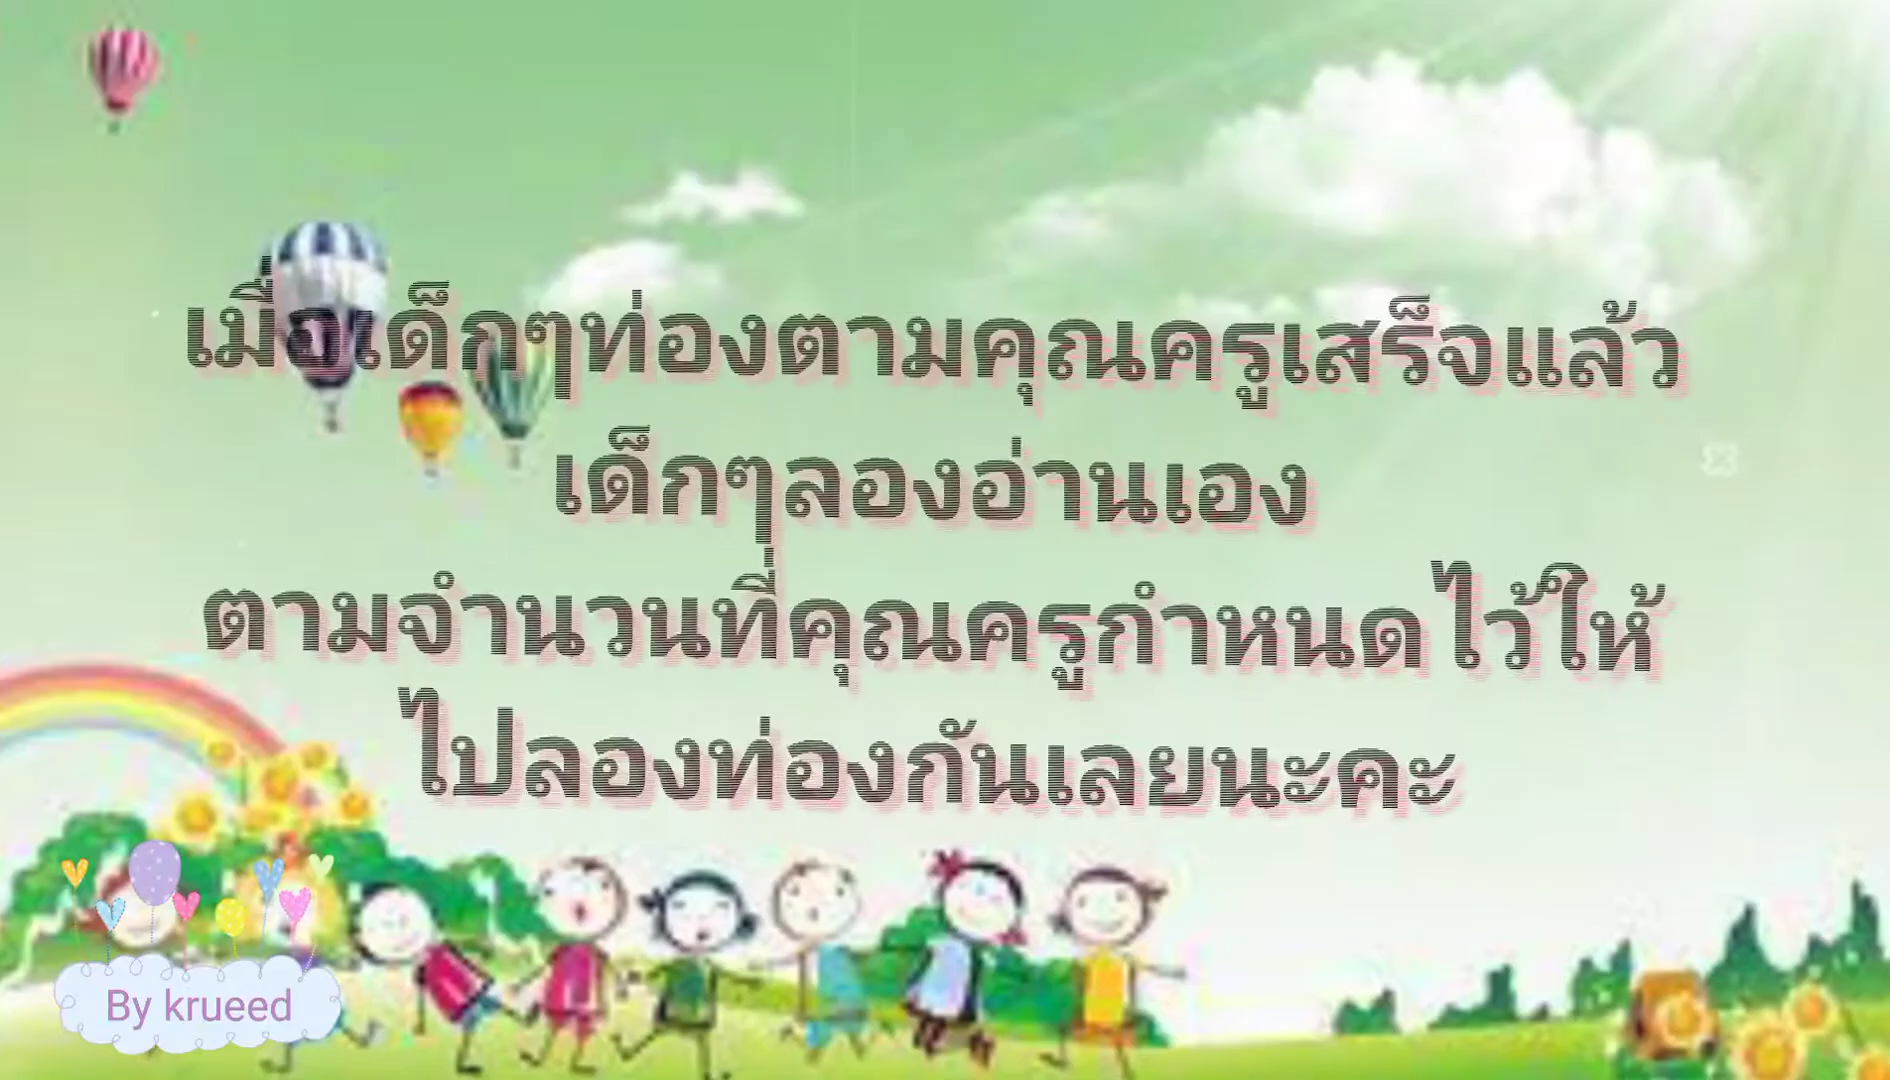 เมื่อเด็กๆท่องตามคุณครูเสร็จแล้ว
เด็กๆลองอ่านเอง
ตามจำนวนที่คุณครูกำหนดไว้ให้
ไปลองท่องกันเลยนะคะ
By krueed